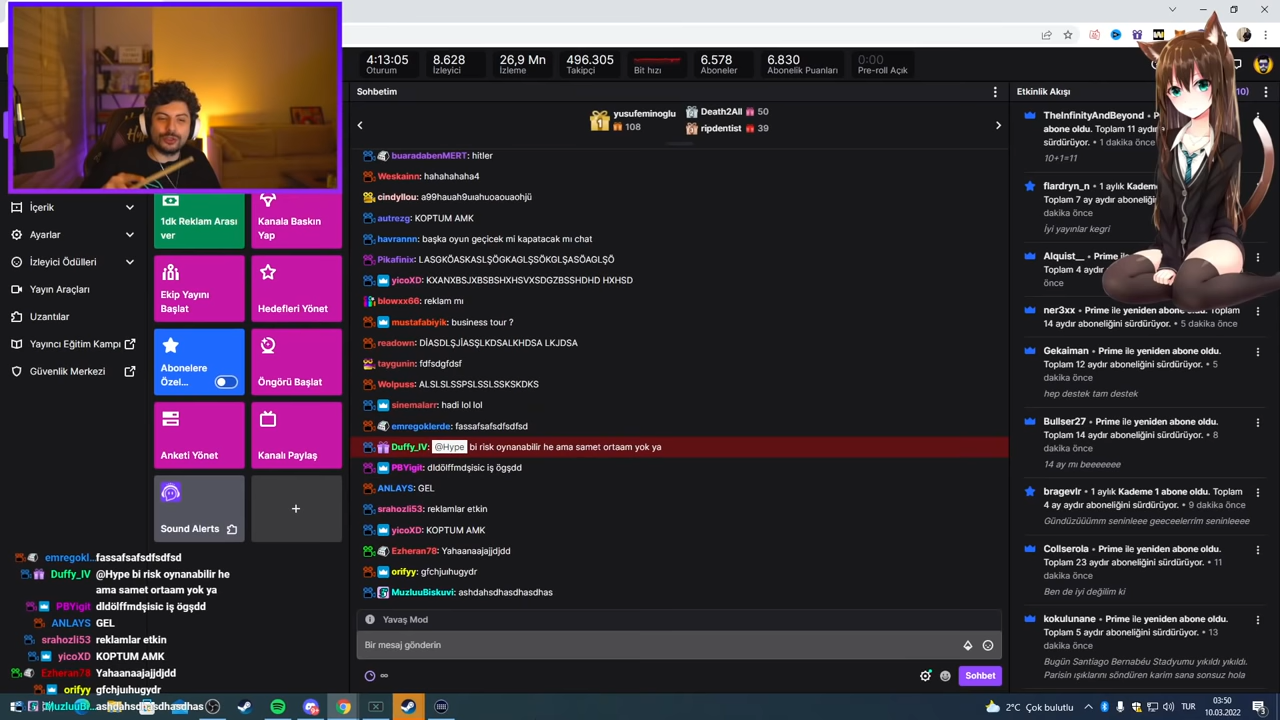 4:13:05
Oturum
8.628
İzleyici
26,9 Mn
İzleme
496.305
Takipçi
Bit hızı
6.578
Aboneler
6.830
Abonelik Puanları
0:00
Pre-roll Açık
Sohbetim
yusufeminoglu
108
Death2All 50
ripdentist 39
buaradabenMERT: hitler
Weskainn: hahahahaha4
cindyllou: a99hauah9uahuoaouaohjü
autrezg: KOPTUM AMK
havrannn: başka oyun geçicek mi kapatacak mı chat
Pikafinix: LASGKÖASKASLŞÖGKAGLŞSÖKGLŞASÖAGLŞÖ
yicoXD: KXANXBSJXBSBSHXHSVXSDGZBSSHDHD HXHSD
blowxx66: reklam mı
mustafabiyik: business tour ?
readown: DİASDLŞJİASŞLKDSALKHDSA LKJDSA
taygunin: fdfsdgfdsf
Wolpuss: ALSLSLSSPSLSSLSSKSKDKS
sinemalarr: hadi lol lol
emregoklerde: fassafsafsfdsfdsfsd
Duffy_IV: @Hype bi risk oynanabilir he ama samet ortaam yok ya
PBYigit: dldölffmdşisic iş ögşdd
ANLAYS: GEL
srahozli53: reklamlar etkin
yicoXD: KOPTUM AMK
Ezheran78: Yahaanaajajjdjdd
orifyy: gfchjuıhugydr
MuzluuBiskuvi: ashdahsdhasdhasdhas
Yavaş Mod
Bir mesaj gönderin
Sohbet
İçerik
Ayarlar
İzleyici Ödülleri
Yayın Araçları
Uzantılar
Yayıncı Eğitim Kampı
Güvenlik Merkezi
1dk Reklam Arası
ver
Kanala Baskın
Yap
Ekip Yayını
Başlat
Hedefleri Yönet
Abonelere
Özel...
Öngörü Başlat
Anketi Yönet
Kanalı Paylaş
Sound Alerts
+
emregokl... fassafsafsfdsfdsfsd
Duffy_IV @Hype bi risk oynanabilir he
ama samet ortaam yok ya
PBYigit dldölffmdşisic iş ögşdd
ANLAYS GEL
srahozli53 reklamlar etkin
yicoXD KOPTUM AMK
Ezheran78 Yahaanaajajjdjdd
orifyy gfchjuıhugydr
MuzluuBi... ashdahsdhasdhasdhas
Etkinlik Akışı
TheInfinityAndBeyond
abone oldu. Toplam 11
sürdürüyor. • 1 dakika önce
10+1=11
flardryn_n • 1 aylık Kademe
Toplam 7 ay
dakika önce
İyi yayınlar kegri
Alquist__ • Prime
Toplam 4
önce
ner3xx • Prime ile yeniden abone oldu. Toplam
14 aydır aboneliğini sürdürüyor. • 5 dakika önce
Gekaiman • Prime ile yeniden abone oldu.
Toplam 12 aydır aboneliğini sürdürüyor. • 5
dakika önce
hep destek tam destek
Bullser27 • Prime ile yeniden abone oldu.
Toplam 14 aydır aboneliğini sürdürüyor. • 8
dakika önce
14 ay mı beeeeeee
bragevlr • 1 aylık Kademe 1 abone oldu. Toplam
4 ay aydır aboneliğini sürdürüyor. • 9 dakika önce
Gündüzüüümm seninleee geeceelerrim seninleeee
Collserola • Prime ile yeniden abone oldu.
Toplam 23 aydır aboneliğini sürdürüyor. • 11
dakika önce
Ben de iyi değilim ki
kokulunane • Prime ile yeniden abone oldu.
Toplam 5 aydır aboneliğini sürdürüyor. • 13
dakika önce
Bugün Santiago Bernabéu Stadyumu yıkıldı yıkıldı.
Parisin ışıklarını söndüren karim sana sonsuz hola
2°C Çoğu bulutlu
TUR
03:50
10.03.2022